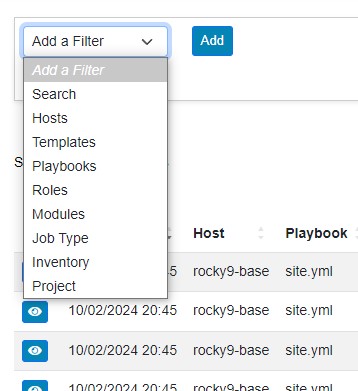 Add a Filter
Add
Add a Filter
Search
Hosts
Templates
Playbooks
Roles
Modules
Job Type
Inventory
Project
Host Playbook
45 rocky9-base site.yml
10/02/2024 20:45 rocky9-base site.yml
10/02/2024 20:45 rocky9-base site.yml
10/02/2024 20:45 rocky9-base site.yml